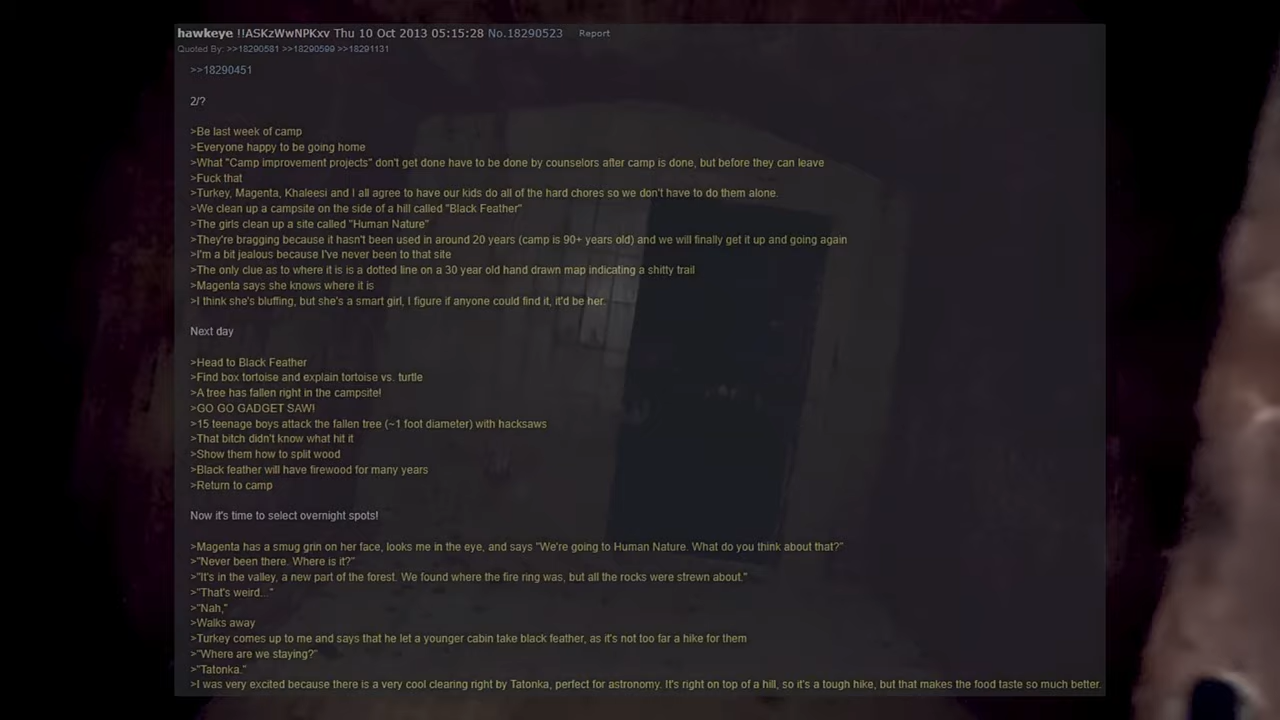 hawkeye !!ASKzWwNPKxv Thu 10 Oct 2013 05:15:28 No.18290523 Report
Quoted By: >>18290581 >>18290599 >>18291131
>>18290451
2/?
>Be last week of camp
>Everyone happy to be going home
>What "Camp improvement projects" don't get done have to be done by counselors after camp is done, but before they can leave
>Fuck that
>Turkey, Magenta, Khaleesi and I all agree to have our kids do all of the hard chores so we don't have to do them alone.
>We clean up a campsite on the side of a hill called "Black Feather"
>The girls clean up a site called "Human Nature"
>They're bragging because it hasn't been used in around 20 years (camp is 90+ years old) and we will finally get it up and going again
>I'm a bit jealous because I've never been to that site
>The only clue as to where it is is a dotted line on a 30 year old hand drawn map indicating a shitty trail
>Magenta says she knows where it is
>I think she's bluffing, but she's a smart girl, I figure if anyone could find it, it'd be her.
Next day
>Head to Black Feather
>Find box tortoise and explain tortoise vs. turtle
>A tree has fallen right in the campsite!
>GO GO GADGET SAW!
>15 teenage boys attack the fallen tree (~1 foot diameter) with hacksaws
>That bitch didn't know what hit it
>Show them how to split wood
>Black feather will have firewood for many years
>Return to camp
Now it's time to select overnight spots!
>Magenta has a smug grin on her face, looks me in the eye, and says "We're going to Human Nature. What do you think about that?"
>"Never been there. Where is it?"
>"It's in the valley, a new part of the forest. We found where the fire ring was, but all the rocks were strewn about."
>"That's weird..."
>"Nah,"
>Walks away
>Turkey comes up to me and says that he let a younger cabin take black feather, as it's not too far a hike for them
>"Where are we staying?"
>"Tatonka."
>I was very excited because there is a very cool clearing right by Tatonka, perfect for astronomy. It's right on top of a hill, so it's a tough hike, but that makes the food taste so much better.